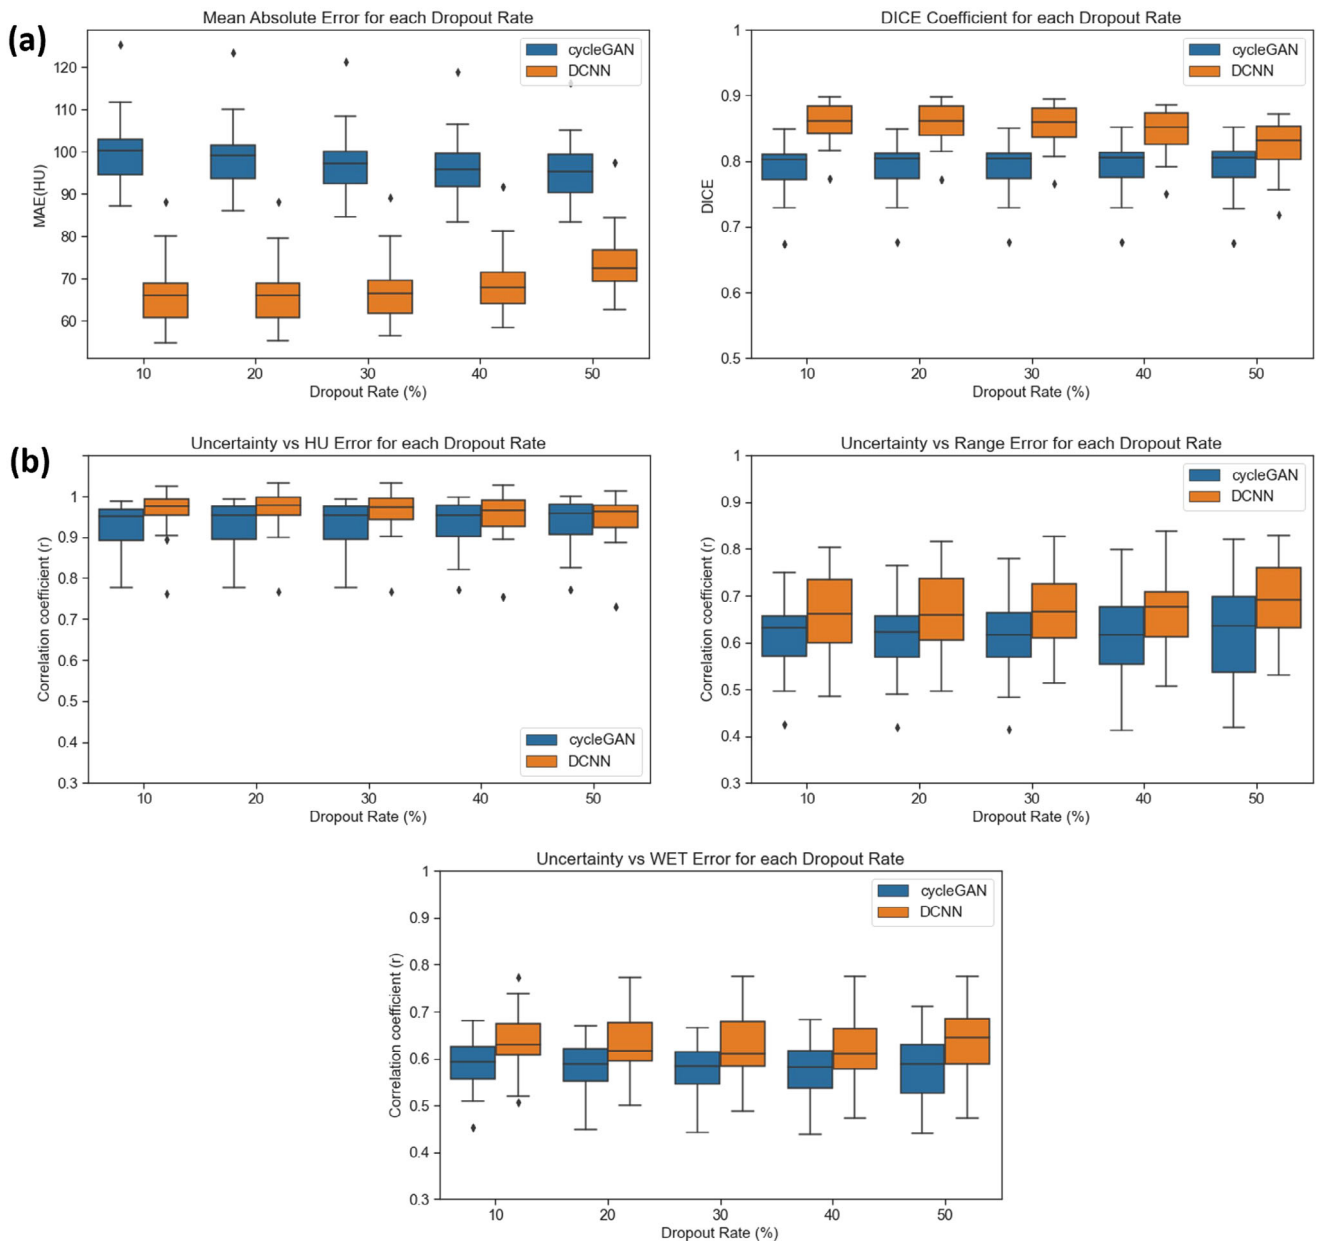 (a)
Mean Absolute Error for each Dropout Rate
cycleGAN
DCNN
MAE(HU)
120
110
100
90
80
70
60
10 20 30 40 50
Dropout Rate (%)
DICE Coefficient for each Dropout Rate
cycleGAN
DCNN
DICE
1
0.9
0.8
0.7
0.6
0.5
10 20 30 40 50
Dropout Rate (%)
(b)
Uncertainty vs HU Error for each Dropout Rate
Correlation coefficient (r)
1
0.9
0.8
0.7
0.6
0.5
0.4
0.3
cycleGAN
DCNN
10 20 30 40 50
Dropout Rate (%)
Uncertainty vs Range Error for each Dropout Rate
cycleGAN
DCNN
Correlation coefficient (r)
1
0.9
0.8
0.7
0.6
0.5
0.4
0.3
10 20 30 40 50
Dropout Rate (%)
Uncertainty vs WET Error for each Dropout Rate
cycleGAN
DCNN
Correlation coefficient (r)
1
0.9
0.8
0.7
0.6
0.5
0.4
0.3
10 20 30 40 50
Dropout Rate (%)